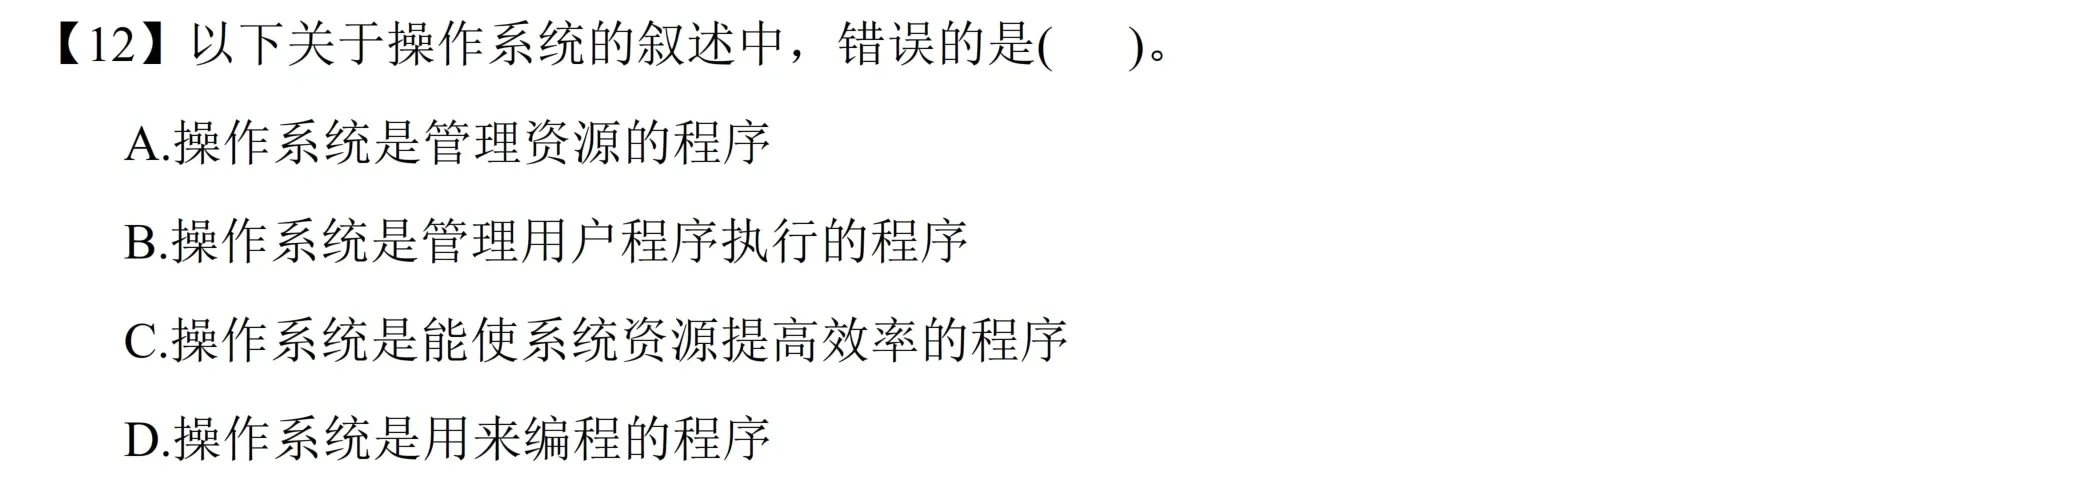 【12】以下关于操作系统的叙述中，错误的是(    )。
A.操作系统是管理资源的程序
B.操作系统是管理用户程序执行的程序
C.操作系统是能使系统资源提高效率的程序
D.操作系统是用来编程的程序